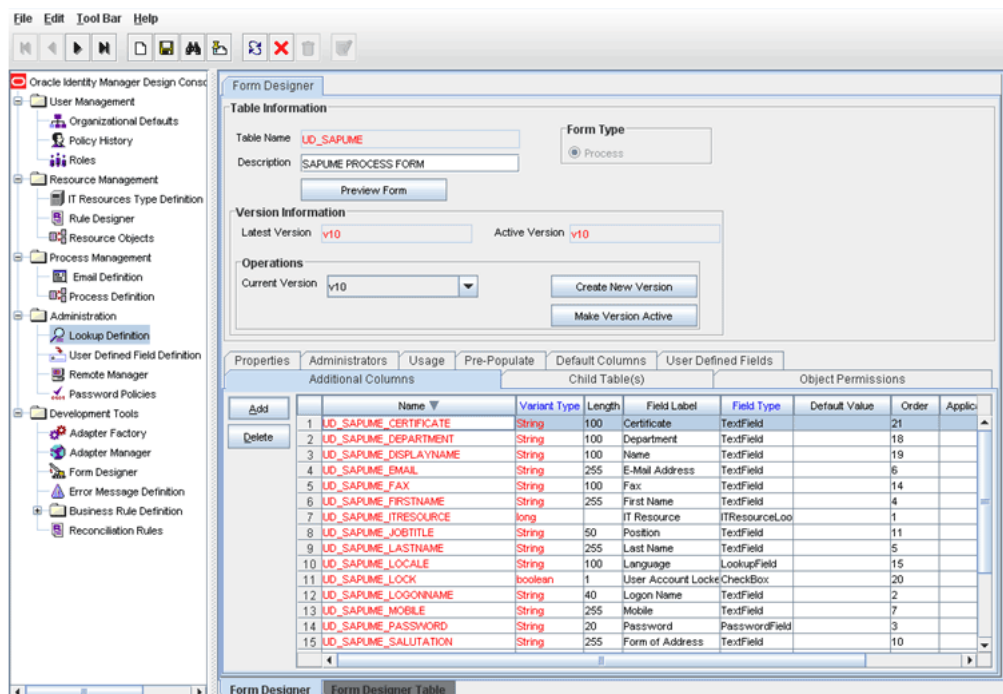 File Edit Tool Bar Help
Oracle Identity Manager Design Conso
User Management
Organizational Defaults
Policy History
Roles
Resource Management
IT Resources Type Definition
Rule Designer
Resource Objects
Process Management
Email Definition
Process Definition
Administration
Lookup Definition
User Defined Field Definition
Remote Manager
Password Policies
Development Tools
Adapter Factory
Adapter Manager
Form Designer
Error Message Definition
Business Rule Definition
Reconciliation Rules
Form Designer
Table Information
Table Name UD_SAPUME
Form Type
Process
Description SAPUME PROCESS FORM
Preview Form
Version Information
Latest Version v10 Active Version v10
Operations
Current Version v10 Create New Version
Make Version Active
Properties Administrators Usage Pre-Populate Default Columns User Defined Fields
Additional Columns Child Table(s) Object Permissions
Add
Delete
Name Variant Type Length Field Label Field Type Default Value Order Applic
1 UD_SAPUME_CERTIFICATE String 100 Certificate TextField 21
2 UD_SAPUME_DEPARTMENT String 100 Department TextField 18
3 UD_SAPUME_DISPLAYNAME String 100 Name TextField 19
4 UD_SAPUME_EMAIL String 255 E-Mail Address TextField 6
5 UD_SAPUME_FAX String 100 Fax TextField 14
6 UD_SAPUME_FIRSTNAME String 255 First Name TextField 4
7 UD_SAPUME_ITRESOURCE long IT Resource ITResourceLoo 1
8 UD_SAPUME_JOBTITLE String 50 Position TextField 11
9 UD_SAPUME_LASTNAME String 255 Last Name TextField 5
10 UD_SAPUME_LOCALE String 100 Language LookupField 15
11 UD_SAPUME_LOCK boolean 1 User Account Locke CheckBox 20
12 UD_SAPUME_LOGONNAME String 40 Logon Name TextField 2
13 UD_SAPUME_MOBILE String 255 Mobile TextField 7
14 UD_SAPUME_PASSWORD String 20 Password PasswordField 3
15 UD_SAPUME_SALUTATION String 255 Form of Address TextField 10
Form Designer Form Designer Table